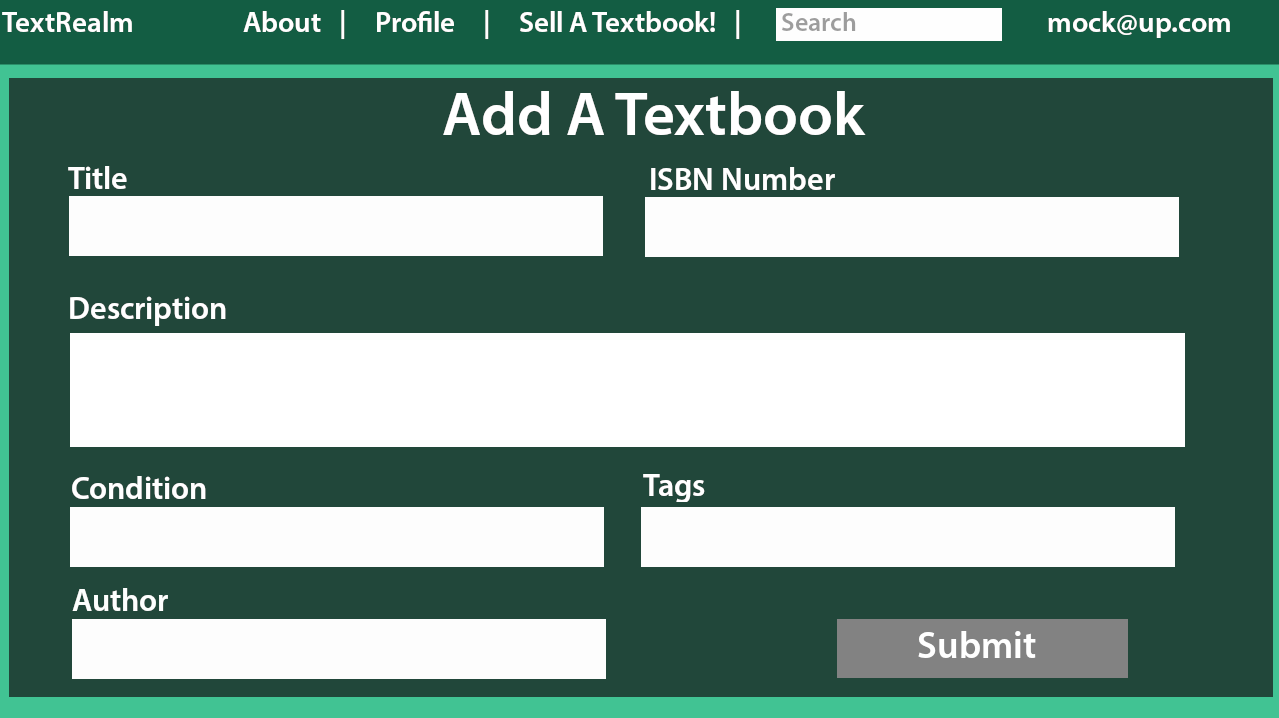 TextRealm About | Profile | Sell A Textbook! | Search mock@up.com
Add A Textbook
Title ISBN Number
Description
Condition Tags
Author
Submit